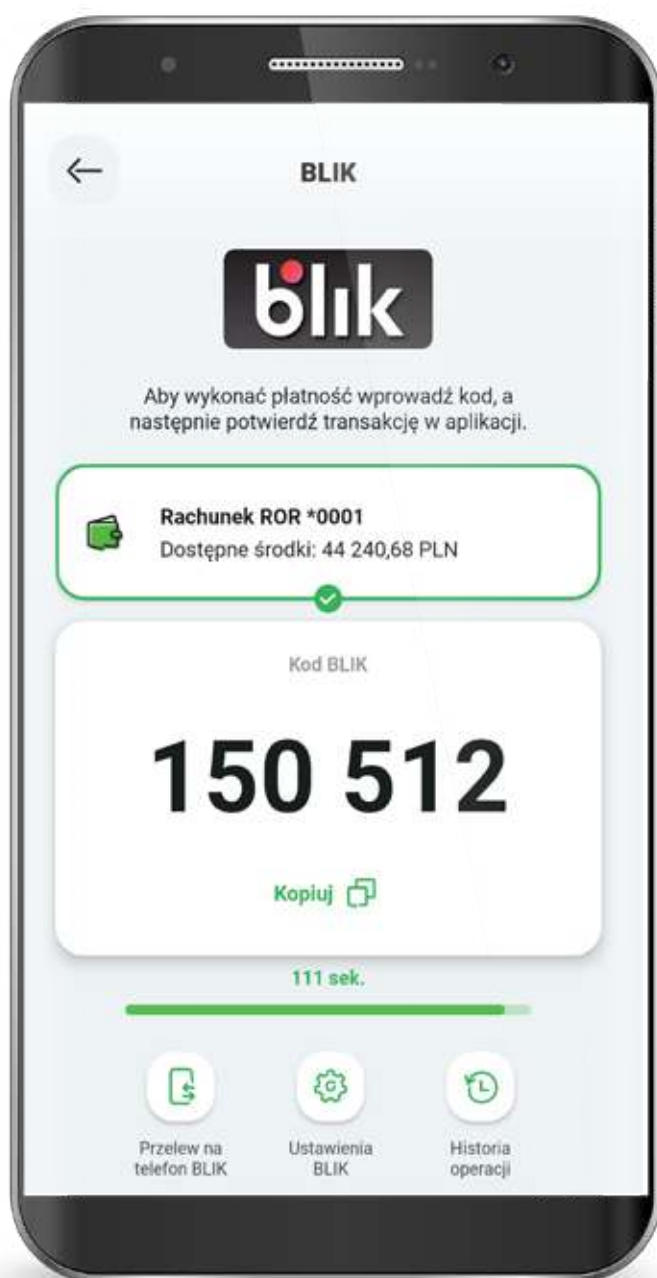 BLIK
blik
Aby wykonać płatność wprowadź kod, a
następnie potwierdź transakcję w aplikacji.
Rachunek ROR *0001
Dostępne środki: 44 240,68 PLN
Kod BLIK
150 512
Kopiuj
111 sek.
Przelew na
telefon BLIK
Ustawienia
BLIK
Historia
operacji